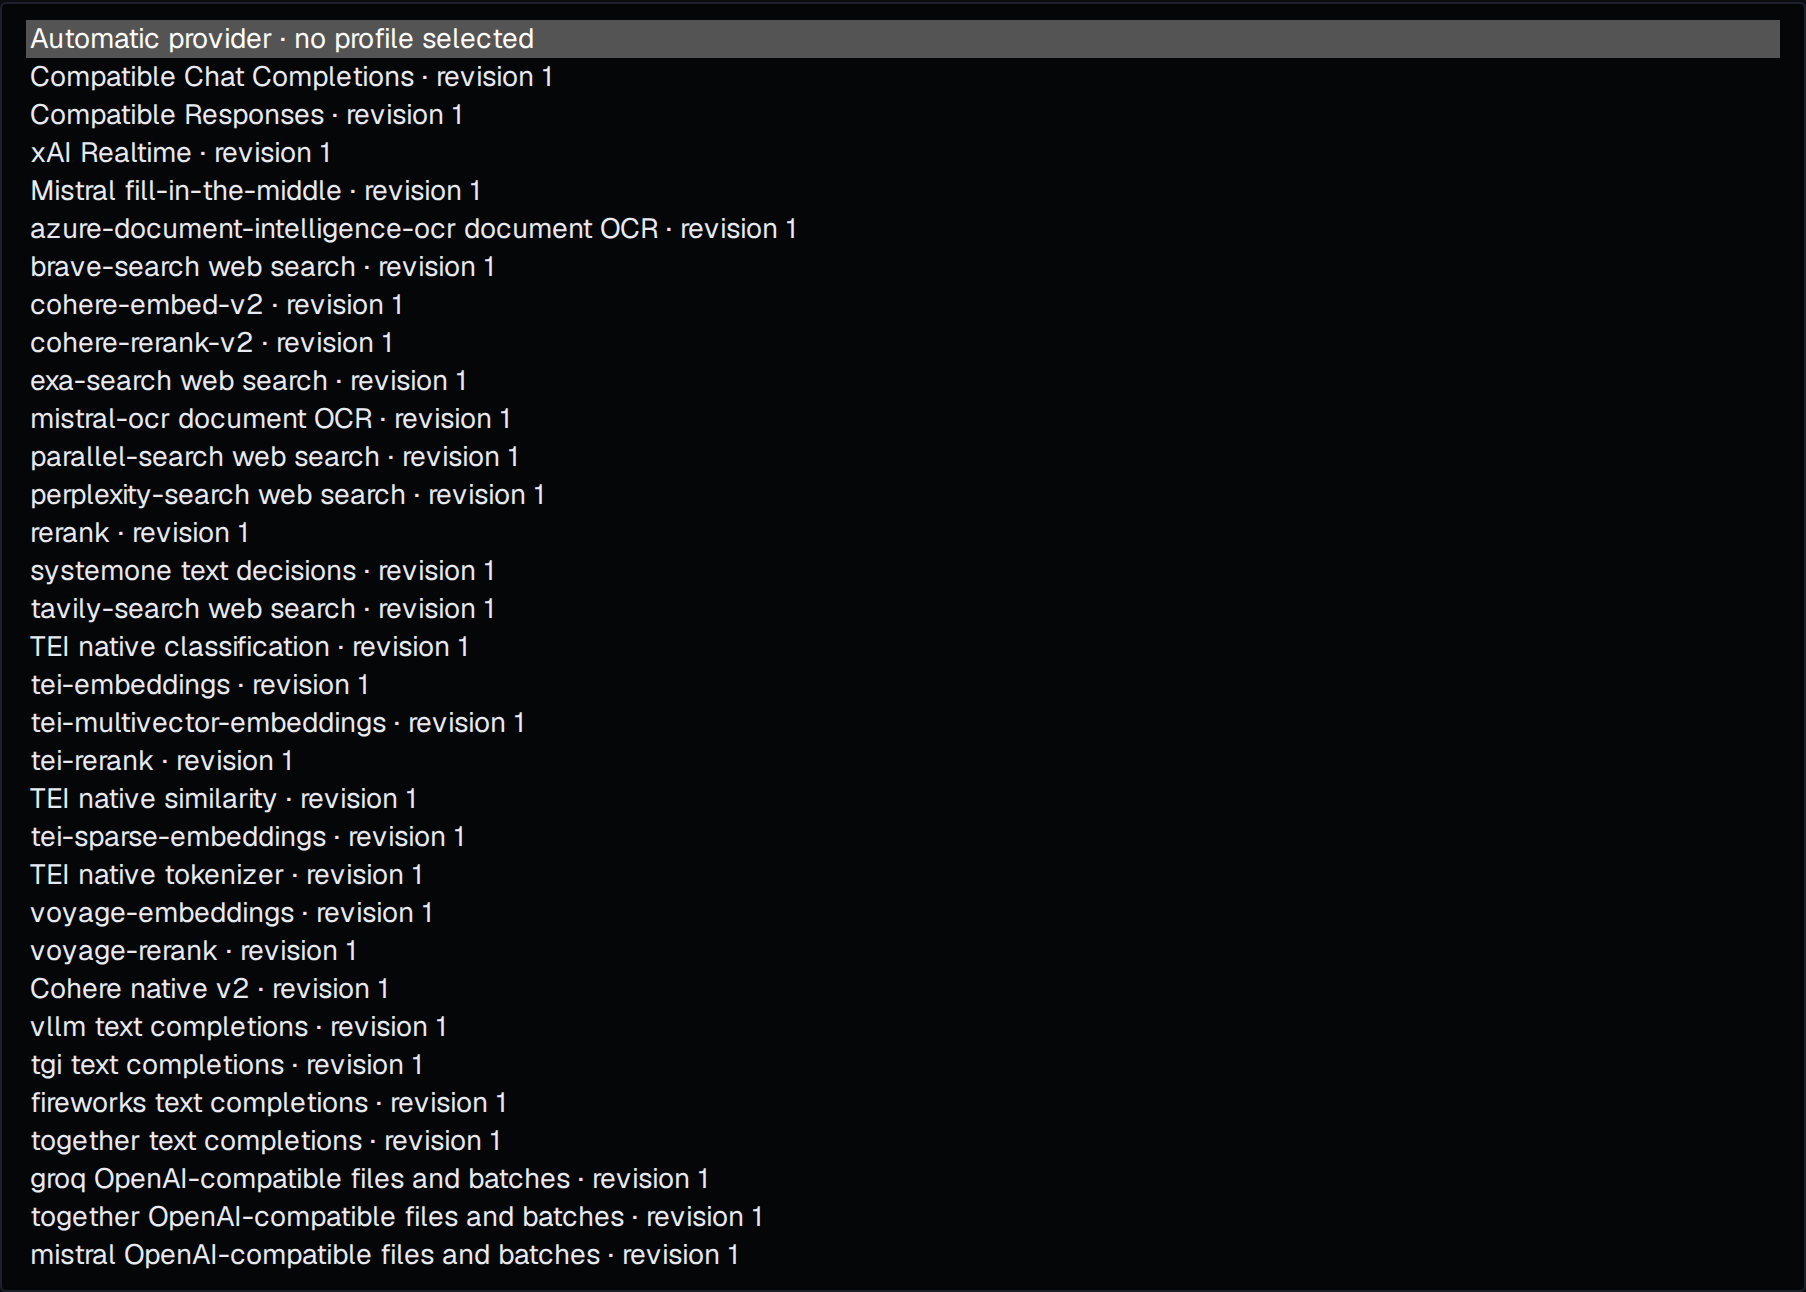 Automatic provider · no profile selected
Compatible Chat Completions · revision 1
Compatible Responses · revision 1
xAI Realtime · revision 1
Mistral fill-in-the-middle · revision 1
azure-document-intelligence-ocr document OCR · revision 1
brave-search web search · revision 1
cohere-embed-v2 · revision 1
cohere-rerank-v2 · revision 1
exa-search web search · revision 1
mistral-ocr document OCR · revision 1
parallel-search web search · revision 1
perplexity-search web search · revision 1
rerank · revision 1
systemone text decisions · revision 1
tavily-search web search · revision 1
TEI native classification · revision 1
tei-embeddings · revision 1
tei-multivector-embeddings · revision 1
tei-rerank · revision 1
TEI native similarity · revision 1
tei-sparse-embeddings · revision 1
TEI native tokenizer · revision 1
voyage-embeddings · revision 1
voyage-rerank · revision 1
Cohere native v2 · revision 1
vllm text completions · revision 1
tgi text completions · revision 1
fireworks text completions · revision 1
together text completions · revision 1
groq OpenAI-compatible files and batches · revision 1
together OpenAI-compatible files and batches · revision 1
mistral OpenAI-compatible files and batches · revision 1